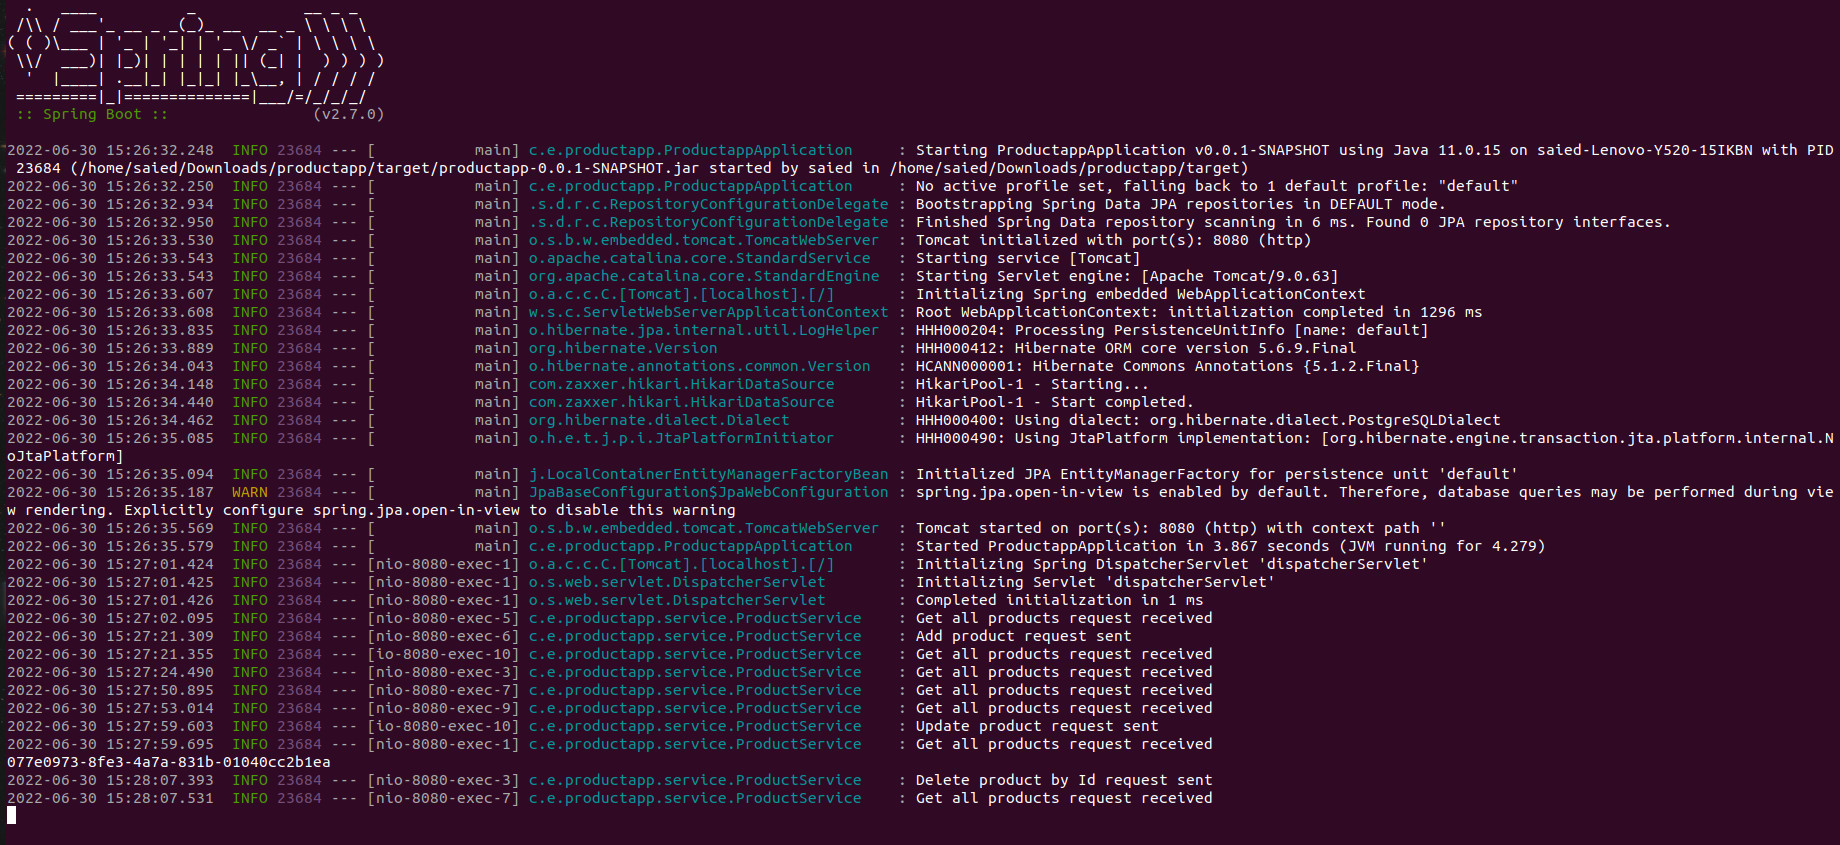 .   ____          _            __ _ _
 /\\ / ___'_ __ _ _(_)_ __  __ _ \ \ \ \
( ( )\___ | '_ | '_| | '_ \/ _` | \ \ \ \
 \\/  ___)| |_)| | | | | || (_| |  ) ) ) )
  '  |____| .__|_| |_|_| |_\__, | / / / /
 =========|_|==============|___/=/_/_/_/
 :: Spring Boot ::                (v2.7.0)
2022-06-30 15:26:32.248  INFO 23684 --- [           main] c.e.productapp.ProductappApplication     : Starting ProductappApplication v0.0.1-SNAPSHOT using Java 11.0.15 on saied-Lenovo-Y520-15IKBN with PID
 23684 (/home/saied/Downloads/productapp/target/productapp-0.0.1-SNAPSHOT.jar started by saied in /home/saied/Downloads/productapp/target)
2022-06-30 15:26:32.250  INFO 23684 --- [           main] c.e.productapp.ProductappApplication     : No active profile set, falling back to 1 default profile: "default"
2022-06-30 15:26:32.934  INFO 23684 --- [           main] .s.d.r.c.RepositoryConfigurationDelegate : Bootstrapping Spring Data JPA repositories in DEFAULT mode.
2022-06-30 15:26:32.950  INFO 23684 --- [           main] .s.d.r.c.RepositoryConfigurationDelegate : Finished Spring Data repository scanning in 6 ms. Found 0 JPA repository interfaces.
2022-06-30 15:26:33.530  INFO 23684 --- [           main] o.s.b.w.embedded.tomcat.TomcatWebServer  : Tomcat initialized with port(s): 8080 (http)
2022-06-30 15:26:33.543  INFO 23684 --- [           main] o.apache.catalina.core.StandardService   : Starting service [Tomcat]
2022-06-30 15:26:33.543  INFO 23684 --- [           main] org.apache.catalina.core.StandardEngine  : Starting Servlet engine: [Apache Tomcat/9.0.63]
2022-06-30 15:26:33.607  INFO 23684 --- [           main] o.a.c.c.C.[Tomcat].[localhost].[/]       : Initializing Spring embedded WebApplicationContext
2022-06-30 15:26:33.608  INFO 23684 --- [           main] w.s.c.ServletWebServerApplicationContext : Root WebApplicationContext: initialization completed in 1296 ms
2022-06-30 15:26:33.835  INFO 23684 --- [           main] o.hibernate.jpa.internal.util.LogHelper  : HHH000204: Processing PersistenceUnitInfo [name: default]
2022-06-30 15:26:33.889  INFO 23684 --- [           main] org.hibernate.Version                    : HHH000412: Hibernate ORM core version 5.6.9.Final
2022-06-30 15:26:34.043  INFO 23684 --- [           main] o.hibernate.annotations.common.Version   : HCANN000001: Hibernate Commons Annotations {5.1.2.Final}
2022-06-30 15:26:34.148  INFO 23684 --- [           main] com.zaxxer.hikari.HikariDataSource       : HikariPool-1 - Starting...
2022-06-30 15:26:34.440  INFO 23684 --- [           main] com.zaxxer.hikari.HikariDataSource       : HikariPool-1 - Start completed.
2022-06-30 15:26:34.462  INFO 23684 --- [           main] org.hibernate.dialect.Dialect            : HHH000400: Using dialect: org.hibernate.dialect.PostgreSQLDialect
2022-06-30 15:26:35.085  INFO 23684 --- [           main] o.h.e.t.j.p.i.JtaPlatformInitiator       : HHH000490: Using JtaPlatform implementation: [org.hibernate.engine.transaction.jta.platform.internal.N
oJtaPlatform]
2022-06-30 15:26:35.094  INFO 23684 --- [           main] j.LocalContainerEntityManagerFactoryBean : Initialized JPA EntityManagerFactory for persistence unit 'default'
2022-06-30 15:26:35.187  WARN 23684 --- [           main] JpaBaseConfiguration$JpaWebConfiguration : spring.jpa.open-in-view is enabled by default. Therefore, database queries may be performed during vie
w rendering. Explicitly configure spring.jpa.open-in-view to disable this warning
2022-06-30 15:26:35.569  INFO 23684 --- [           main] o.s.b.w.embedded.tomcat.TomcatWebServer  : Tomcat started on port(s): 8080 (http) with context path ''
2022-06-30 15:26:35.579  INFO 23684 --- [           main] c.e.productapp.ProductappApplication     : Started ProductappApplication in 3.867 seconds (JVM running for 4.279)
2022-06-30 15:27:01.424  INFO 23684 --- [nio-8080-exec-1] o.a.c.c.C.[Tomcat].[localhost].[/]       : Initializing Spring DispatcherServlet 'dispatcherServlet'
2022-06-30 15:27:01.425  INFO 23684 --- [nio-8080-exec-1] o.s.web.servlet.DispatcherServlet        : Initializing Servlet 'dispatcherServlet'
2022-06-30 15:27:01.426  INFO 23684 --- [nio-8080-exec-1] o.s.web.servlet.DispatcherServlet        : Completed initialization in 1 ms
2022-06-30 15:27:02.095  INFO 23684 --- [nio-8080-exec-5] c.e.productapp.service.ProductService    : Get all products request received
2022-06-30 15:27:21.309  INFO 23684 --- [nio-8080-exec-6] c.e.productapp.service.ProductService    : Add product request sent
2022-06-30 15:27:21.355  INFO 23684 --- [io-8080-exec-10] c.e.productapp.service.ProductService    : Get all products request received
2022-06-30 15:27:24.490  INFO 23684 --- [nio-8080-exec-3] c.e.productapp.service.ProductService    : Get all products request received
2022-06-30 15:27:50.895  INFO 23684 --- [nio-8080-exec-7] c.e.productapp.service.ProductService    : Get all products request received
2022-06-30 15:27:53.014  INFO 23684 --- [nio-8080-exec-9] c.e.productapp.service.ProductService    : Get all products request received
2022-06-30 15:27:59.603  INFO 23684 --- [io-8080-exec-10] c.e.productapp.service.ProductService    : Update product request sent
2022-06-30 15:27:59.695  INFO 23684 --- [nio-8080-exec-1] c.e.productapp.service.ProductService    : Get all products request received
077e0973-8fe3-4a7a-831b-01040cc2b1ea
2022-06-30 15:28:07.393  INFO 23684 --- [nio-8080-exec-3] c.e.productapp.service.ProductService    : Delete product by Id request sent
2022-06-30 15:28:07.531  INFO 23684 --- [nio-8080-exec-7] c.e.productapp.service.ProductService    : Get all products request received